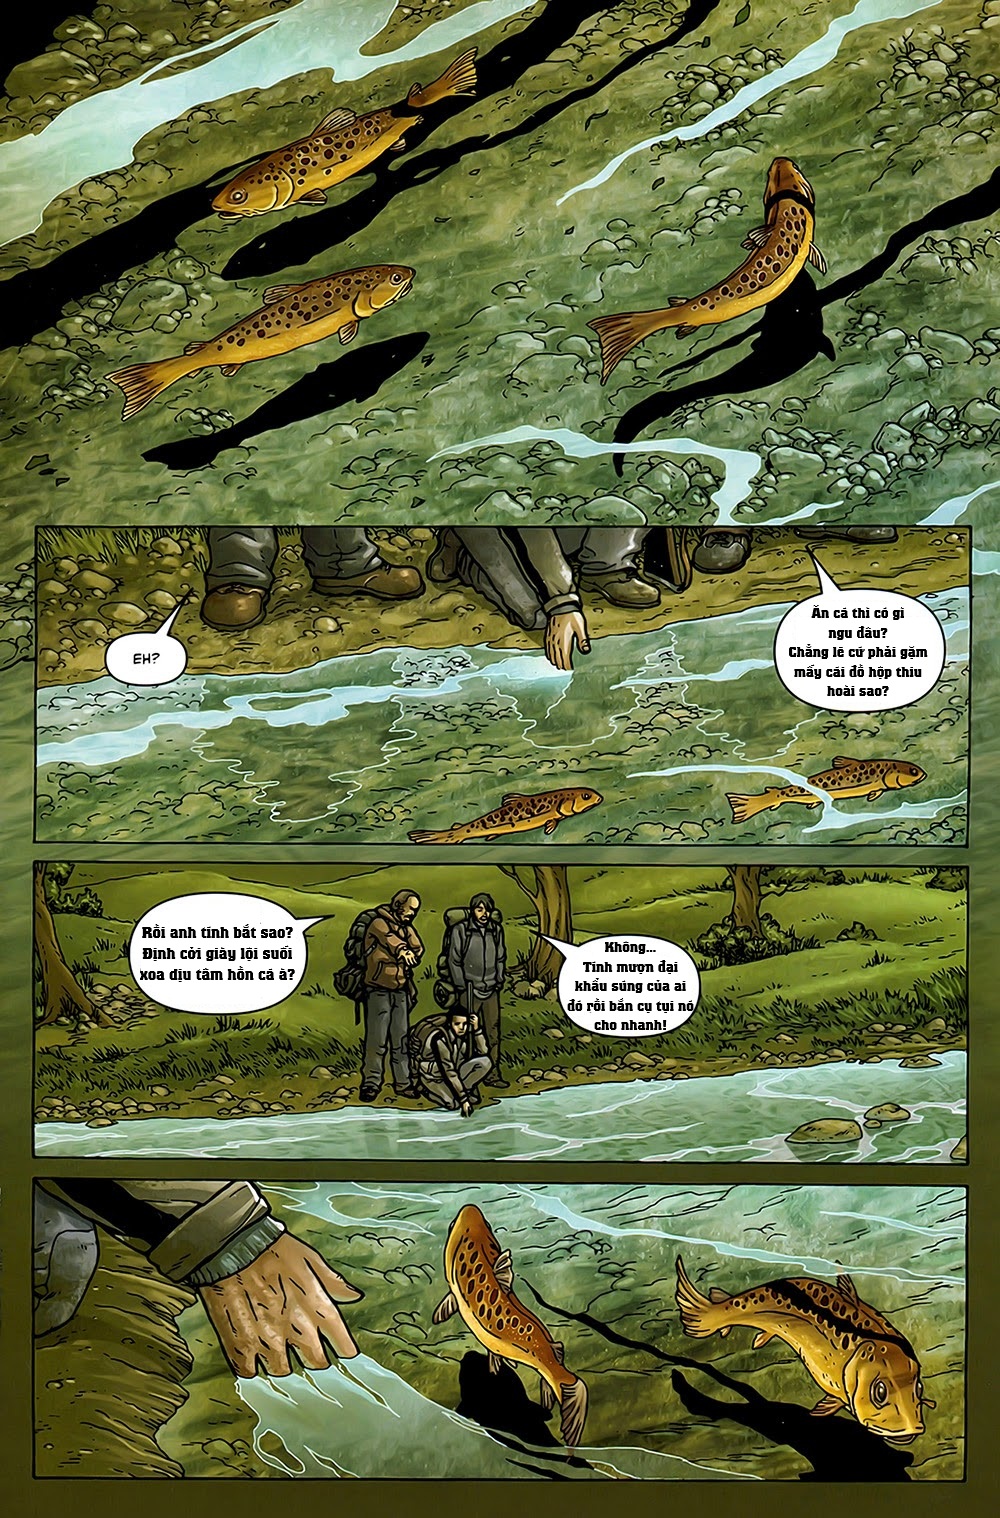 EH?
Ăn cá thì có gì
ngu đâu?
Chẳng lẽ cứ phải gặm
mấy cái đồ hộp thiu
hoài sao?
Rồi anh tính bắt sao?
Định cởi giày lội suối
xoa dịu tâm hồn cá à?
Không...
Tính mượn đại
khẩu súng của ai
đó rồi bắn cụ tụi nó
cho nhanh!